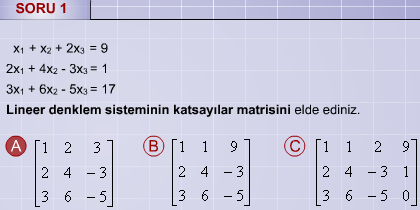 SORU 1
x₁ + x₂ + 2x₃ = 9
2x₁ + 4x₂ - 3x₃ = 1
3x₁ + 6x₂ - 5x₃ = 17
Lineer denklem sisteminin katsayılar matrisini elde ediniz.
A [1 2 3
2 4 -3
3 6 -5]
B [1 1 9
2 4 -3
3 6 -5]
C [1 1 2 9
2 4 -3 1
3 6 -5 0